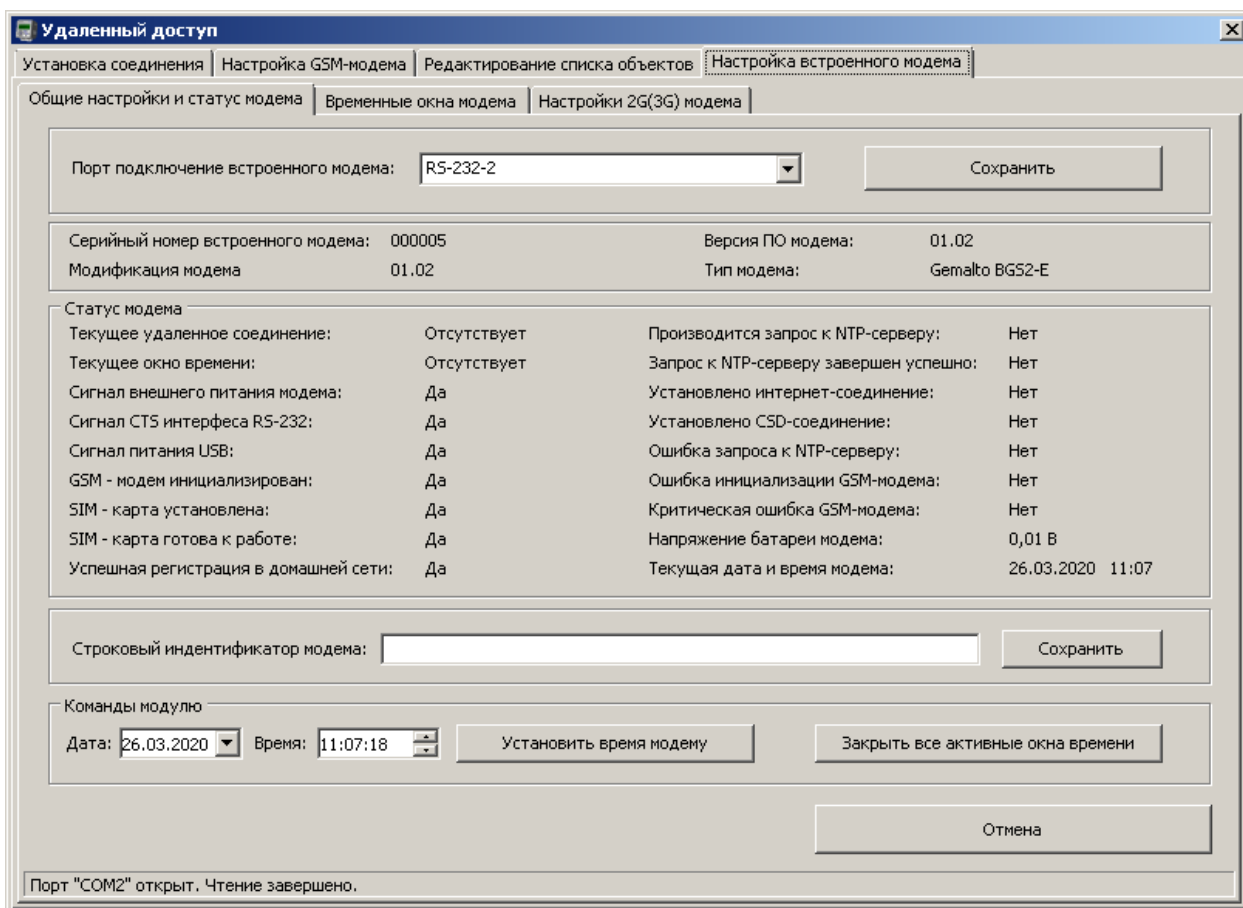 Удаленный доступ
Установка соединения Настройка GSM-модема Редактирование списка объектов Настройка встроенного модема
Общие настройки и статус модема Временные окна модема Настройки 2G(3G) модема
Порт подключение встроенного модема: RS-232-2 Сохранить
Серийный номер встроенного модема: 000005 Версия ПО модема: 01.02
Модификация модема 01.02 Тип модема: Gemalto BGS2-E
Статус модема
Текущее удаленное соединение: Отсутствует Производится запрос к NTP-серверу: Нет
Текущее окно времени: Отсутствует Запрос к NTP-серверу завершен успешно: Нет
Сигнал внешнего питания модема: Да Установлено интернет-соединение: Нет
Сигнал CTS интерфеса RS-232: Да Установлено CSD-соединение: Нет
Сигнал питания USB: Да Ошибка запроса к NTP-серверу: Нет
GSM - модем инициализирован: Да Ошибка инициализации GSM-модема: Нет
SIM - карта установлена: Да Критическая ошибка GSM-модема: Нет
SIM - карта готова к работе: Да Напряжение батареи модема: 0,01 В
Успешная регистрация в домашней сети: Да Текущая дата и время модема: 26.03.2020 11:07
Строковый индентификатор модема: Сохранить
Команды модулю
Дата: 26.03.2020 Время: 11:07:18 Установить время модему Закрыть все активные окна времени
Отмена
Порт "COM2" открыт. Чтение завершено.